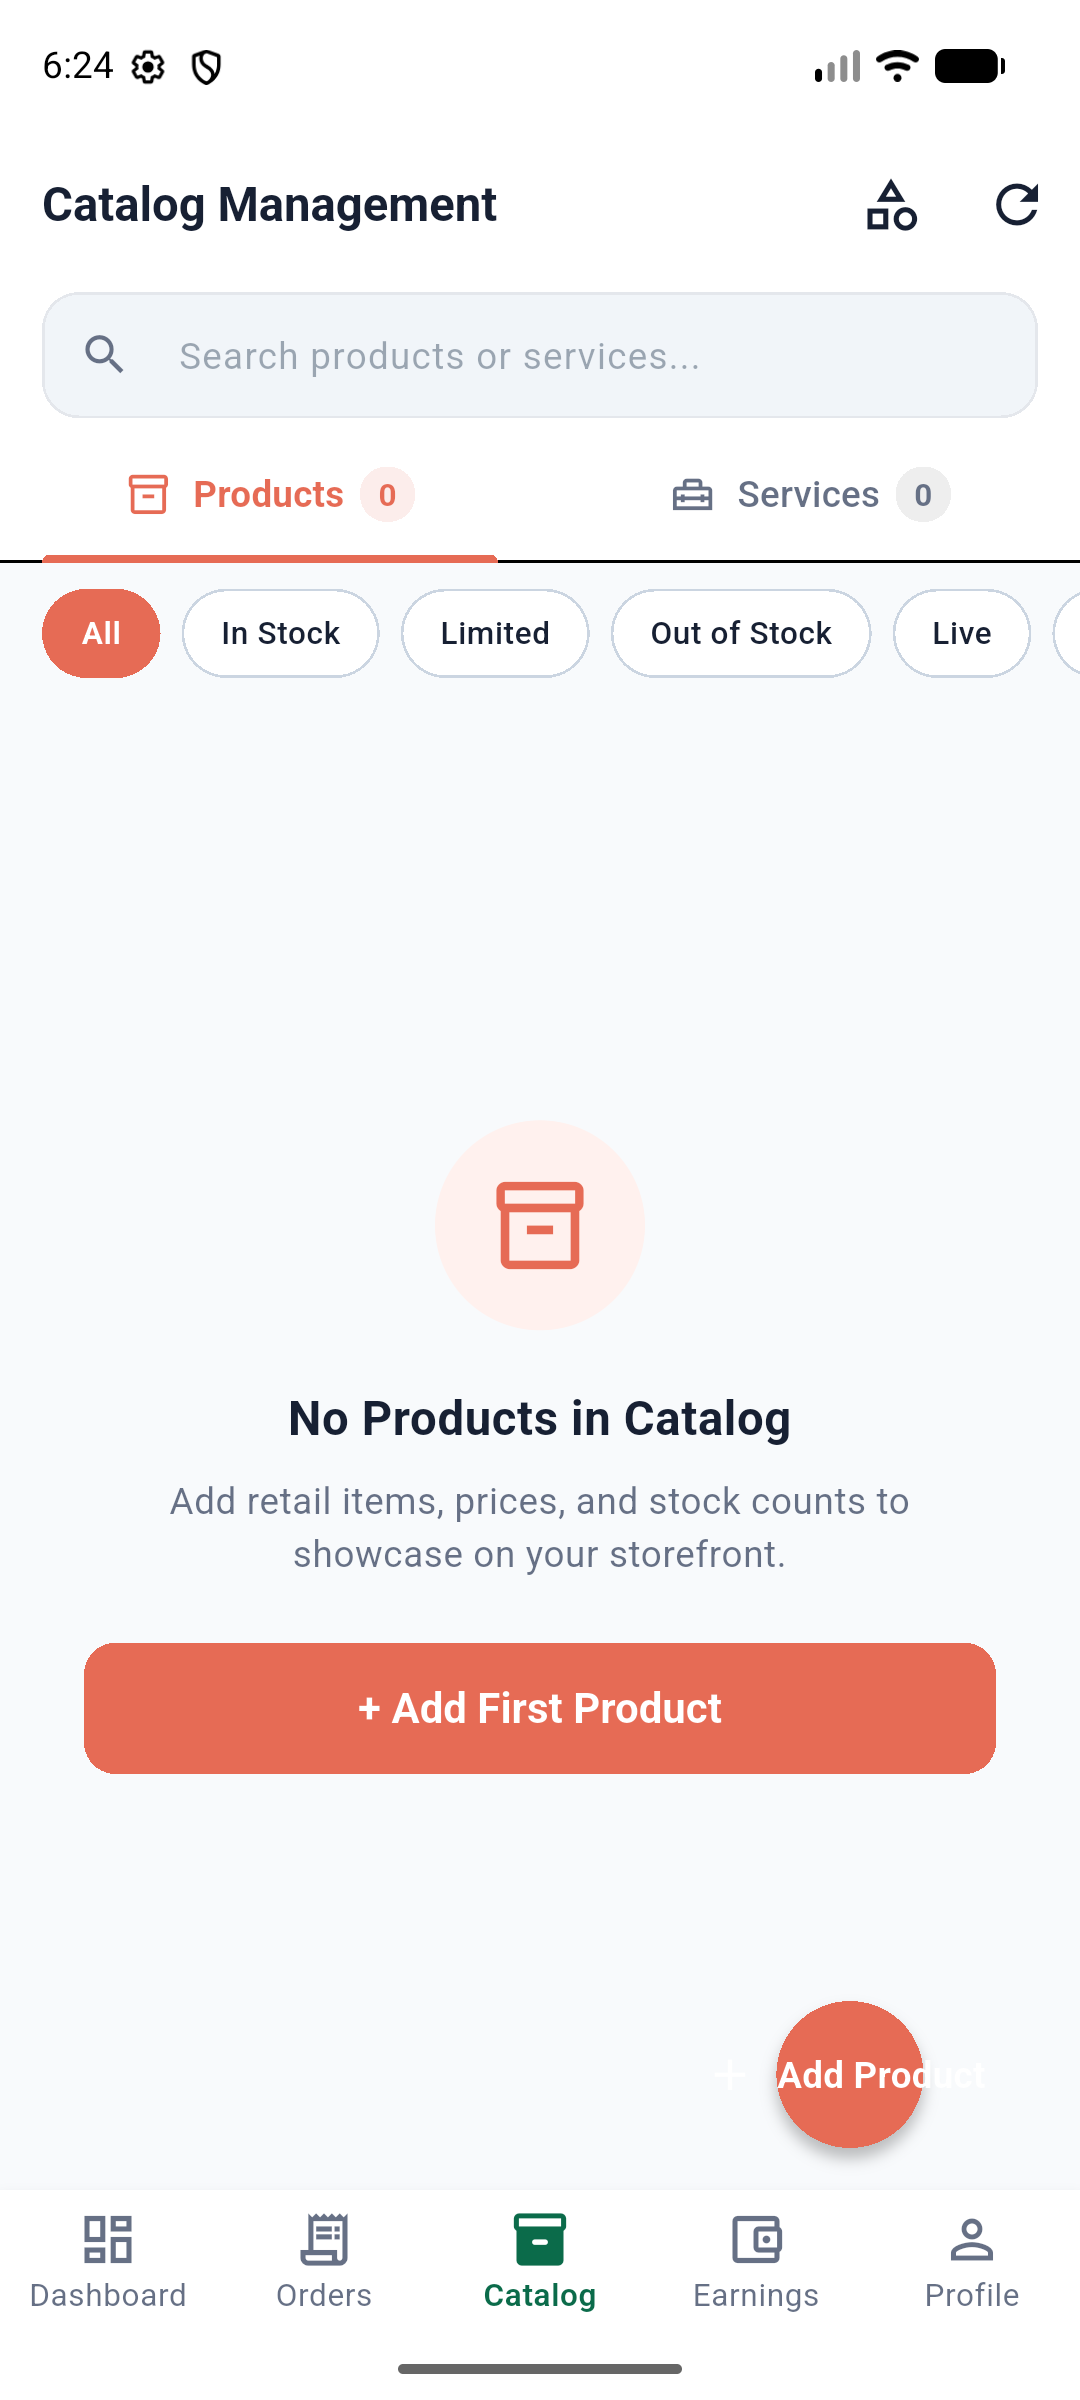 6:24
Catalog Management
Search products or services...
Products 0
Services 0
All
In Stock
Limited
Out of Stock
Live
No Products in Catalog
Add retail items, prices, and stock counts to
showcase on your storefront.
+ Add First Product
+ Add Product
Dashboard
Orders
Catalog
Earnings
Profile